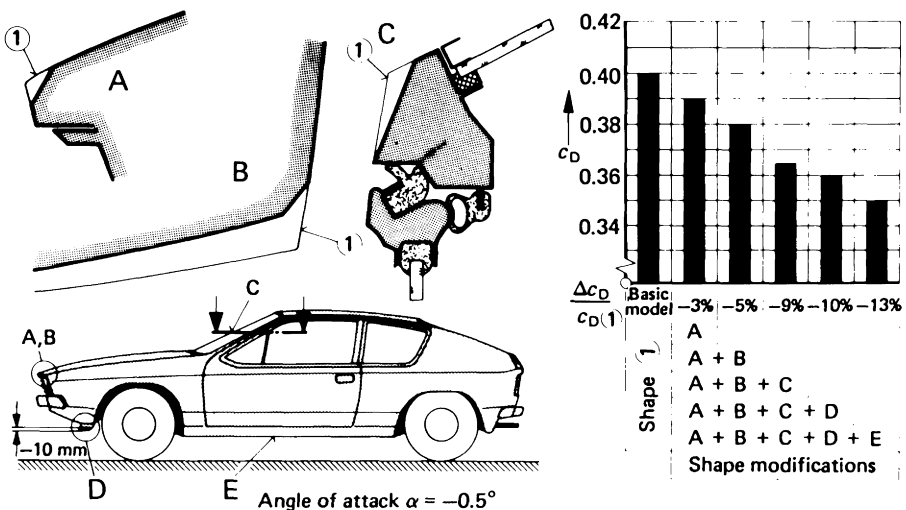 1
A
B
C
1
1
C
A,B
−10 mm
D
E
Angle of attack α = −0.5°
0.42
0.40
0.38
c_D
0.36
0.34
Δc_D / c_D(1)
Basic model
−3%
−5%
−9%
−10%
−13%
Shape (1)
A
A + B
A + B + C
A + B + C + D
A + B + C + D + E
Shape modifications